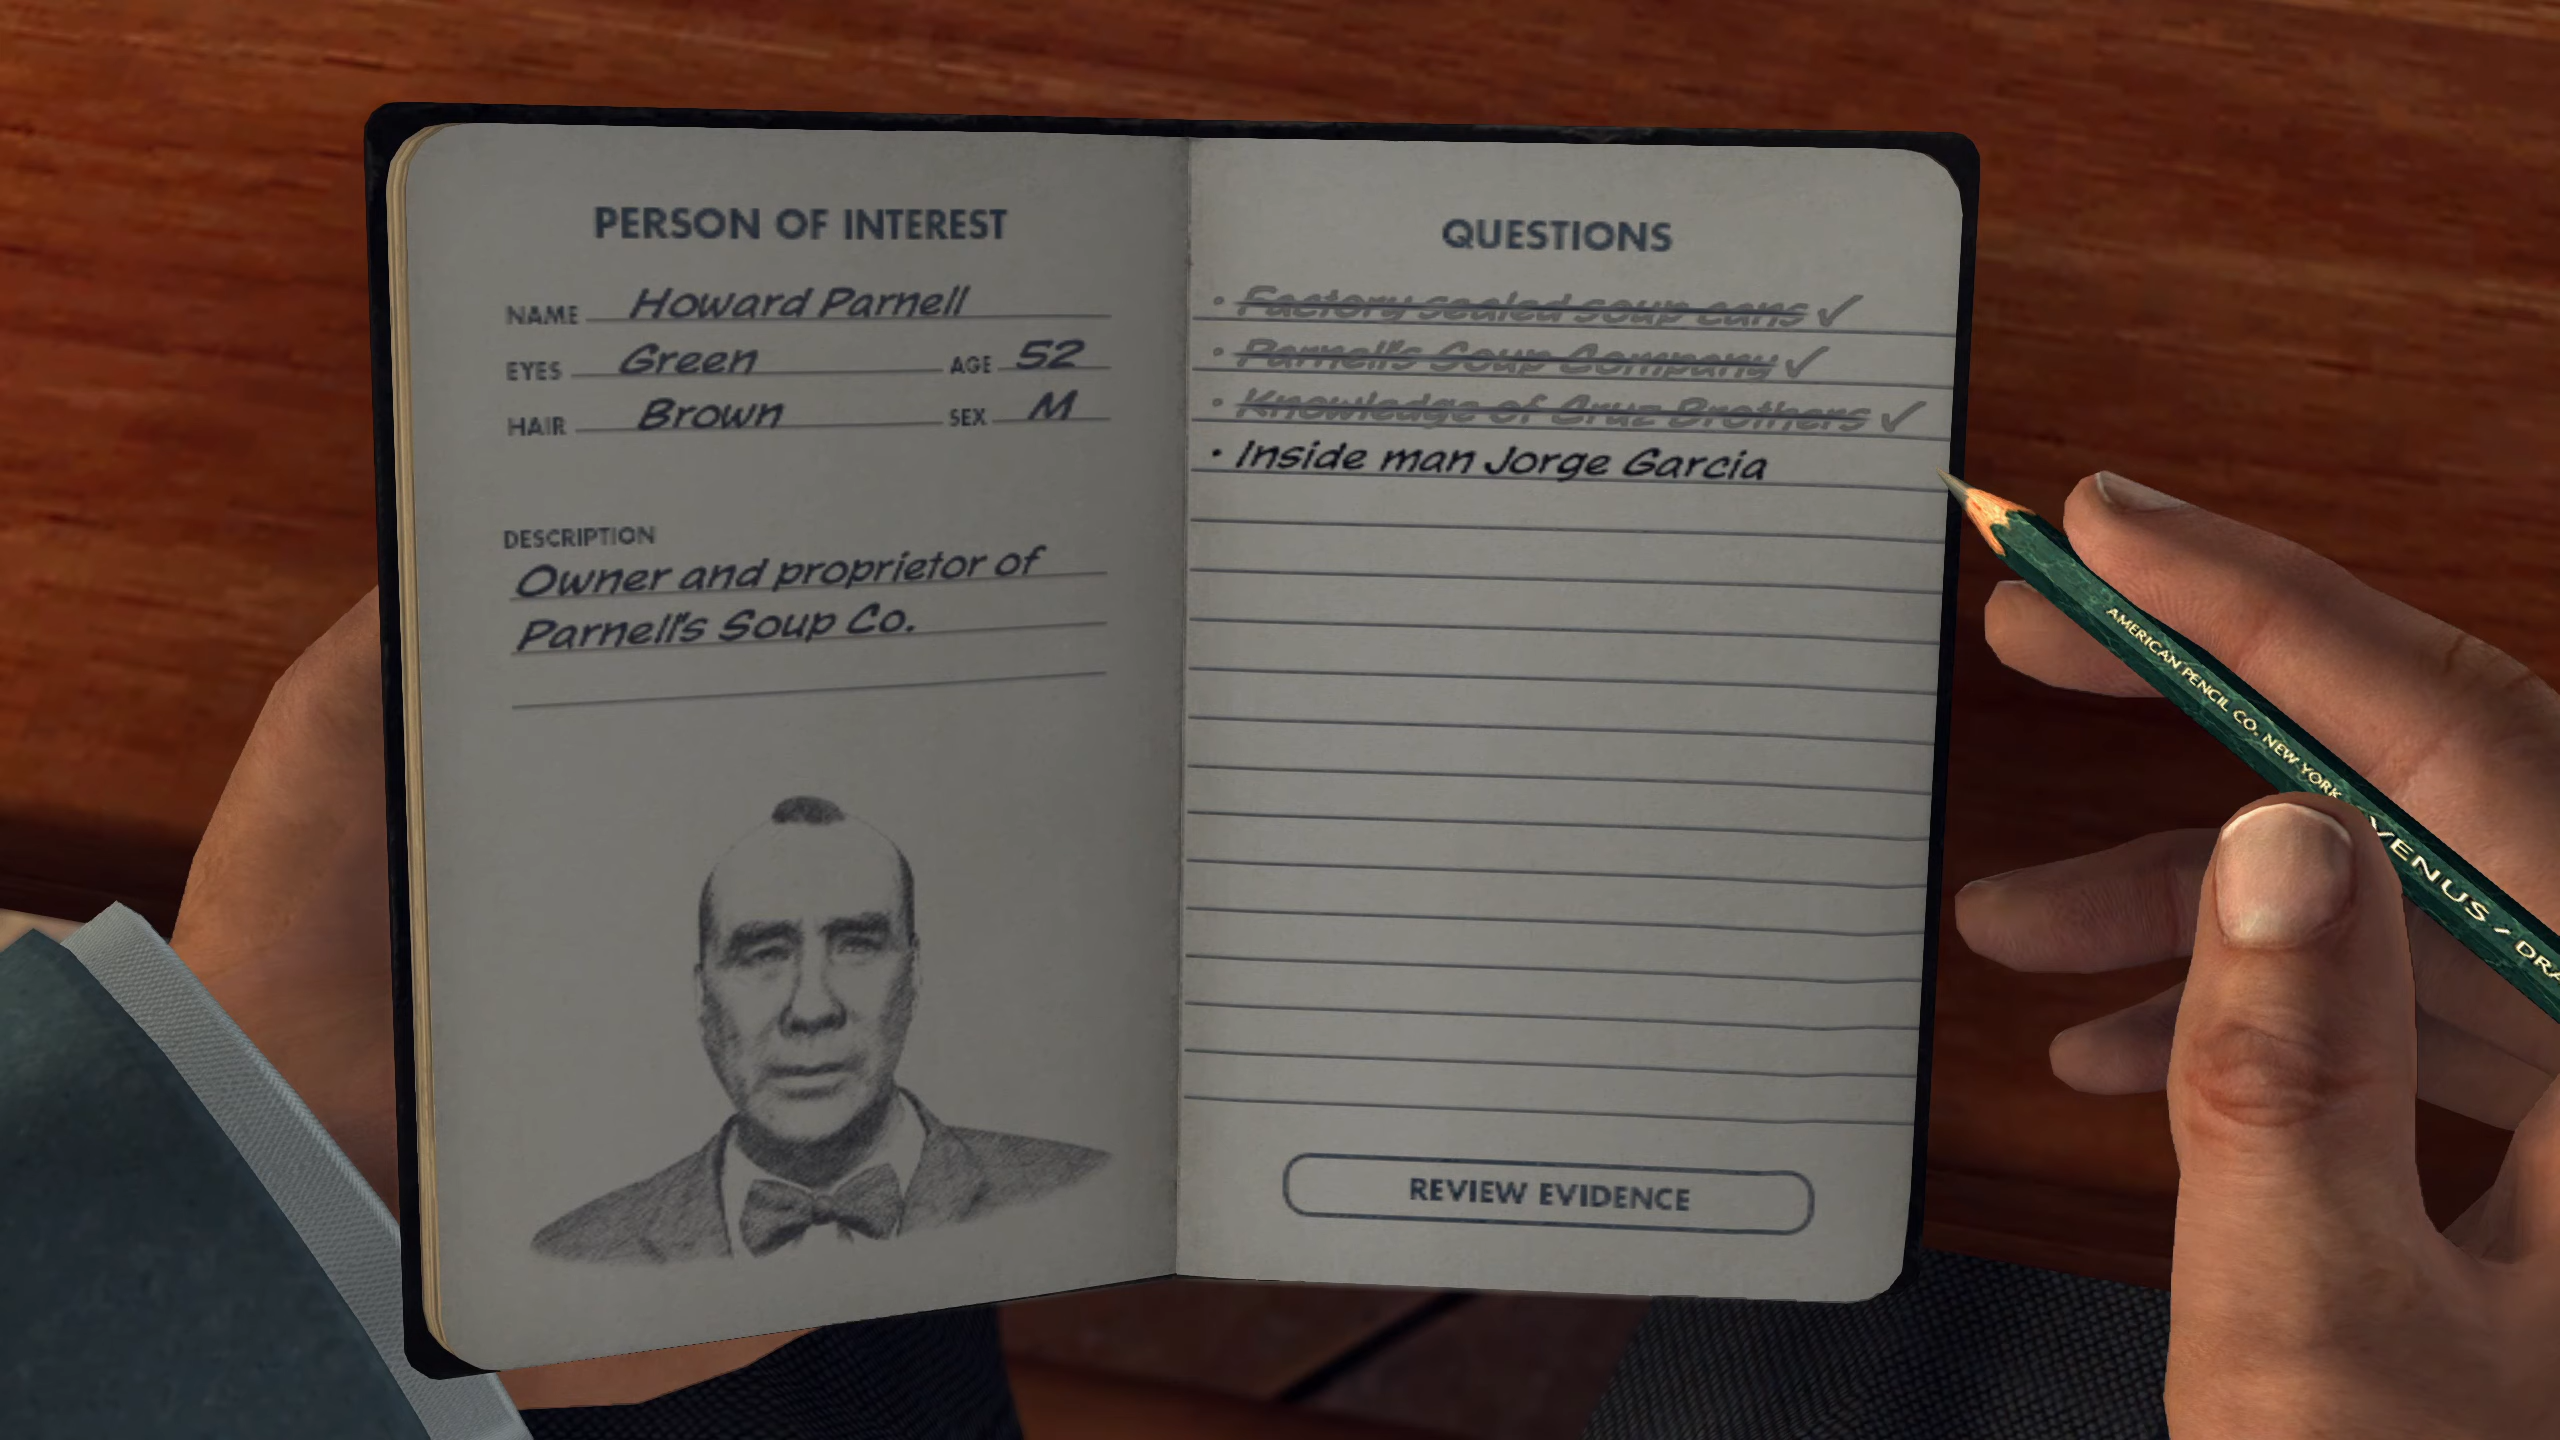 PERSON OF INTEREST
NAME Howard Parnell
EYES Green AGE 52
HAIR Brown SEX M
DESCRIPTION
Owner and proprietor of
Parnell's Soup Co.
QUESTIONS
• Factory sealed soup cans ✓
• Parnell's Soup Company ✓
• Knowledge of Cruz Brothers ✓
• Inside man Jorge Garcia
REVIEW EVIDENCE
AMERICAN PENCIL CO. NEW YORK VENUS / DRA